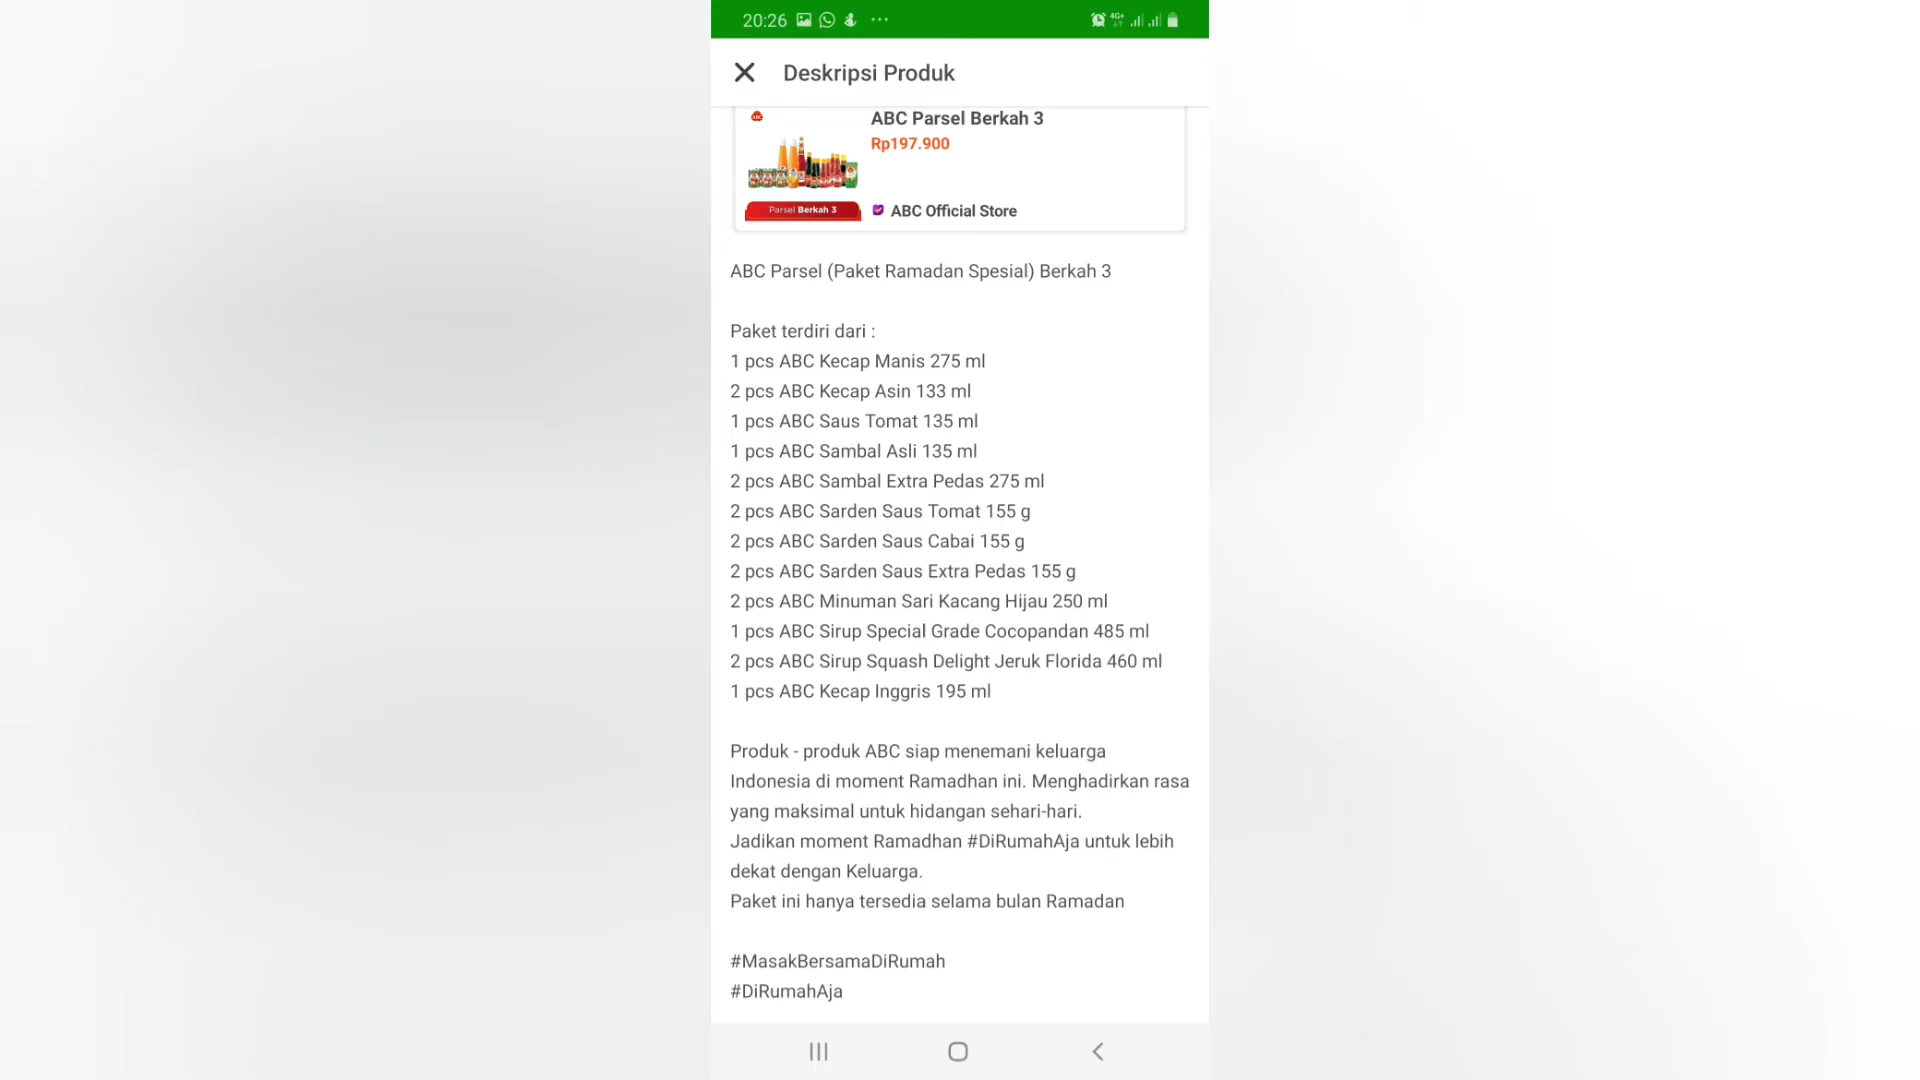 20:26
4G+
Deskripsi Produk
ABC
ABC Parsel Berkah 3
Rp197.900
Parsel Berkah 3
ABC Official Store
ABC Parsel (Paket Ramadan Spesial) Berkah 3
Paket terdiri dari :
1 pcs ABC Kecap Manis 275 ml
2 pcs ABC Kecap Asin 133 ml
1 pcs ABC Saus Tomat 135 ml
1 pcs ABC Sambal Asli 135 ml
2 pcs ABC Sambal Extra Pedas 275 ml
2 pcs ABC Sarden Saus Tomat 155 g
2 pcs ABC Sarden Saus Cabai 155 g
2 pcs ABC Sarden Saus Extra Pedas 155 g
2 pcs ABC Minuman Sari Kacang Hijau 250 ml
1 pcs ABC Sirup Special Grade Cocopandan 485 ml
2 pcs ABC Sirup Squash Delight Jeruk Florida 460 ml
1 pcs ABC Kecap Inggris 195 ml
Produk - produk ABC siap menemani keluarga
Indonesia di moment Ramadhan ini. Menghadirkan rasa
yang maksimal untuk hidangan sehari-hari.
Jadikan moment Ramadhan #DiRumahAja untuk lebih
dekat dengan Keluarga.
Paket ini hanya tersedia selama bulan Ramadan
#MasakBersamaDiRumah
#DiRumahAja